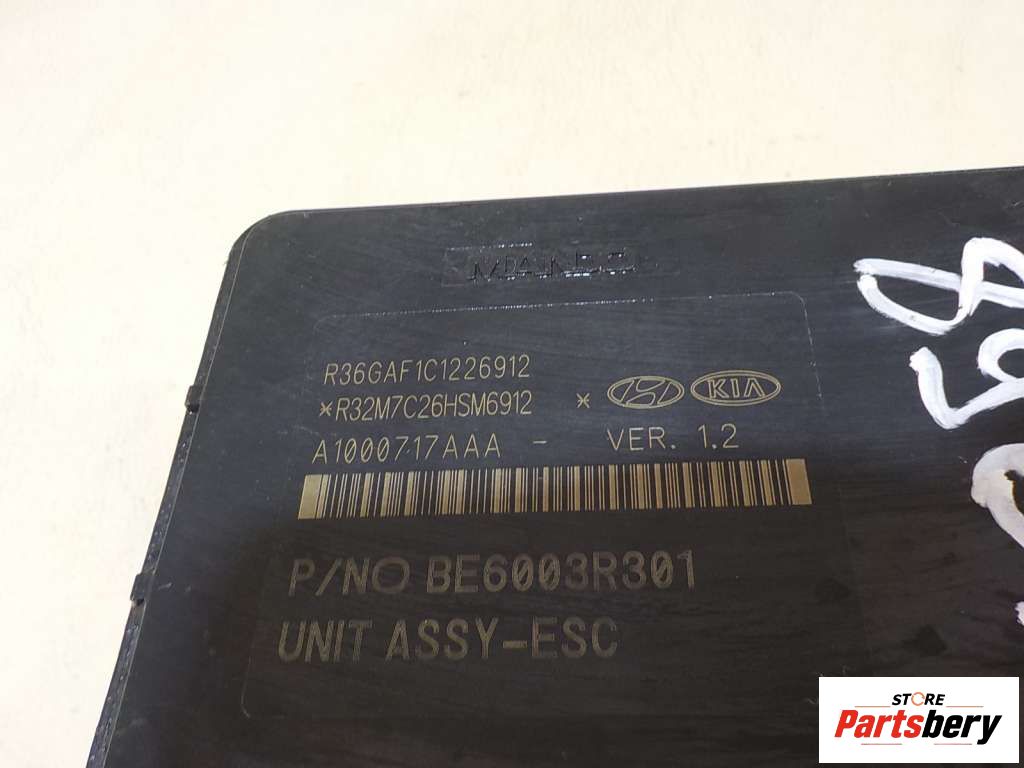 R36GAF1C1226912
*R32M7C26HSM6912 * KIA
A1000717AAA - VER. 1.2
P/NO BE6003R301
UNIT ASSY-ESC
STORE
Partsbery